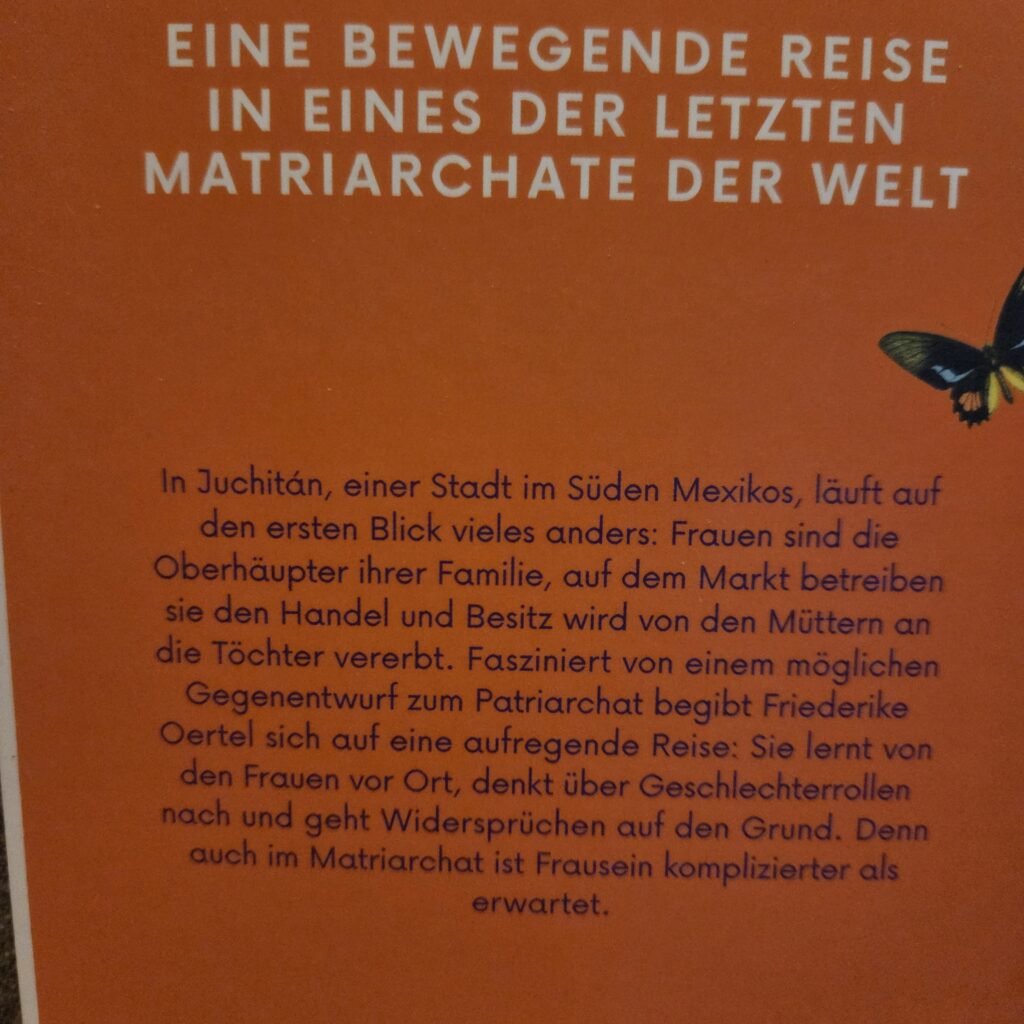 EINE BEWEGENDE REISE
IN EINES DER LETZTEN
MATRIARCHATE DER WELT
In Juchitán, einer Stadt im Süden Mexikos, läuft auf
den ersten Blick vieles anders: Frauen sind die
Oberhäupter ihrer Familie, auf dem Markt betreiben
sie den Handel und Besitz wird von den Müttern an
die Töchter vererbt. Fasziniert von einem möglichen
Gegenentwurf zum Patriarchat begibt Friederike
Oertel sich auf eine aufregende Reise: Sie lernt von
den Frauen vor Ort, denkt über Geschlechterrollen
nach und geht Widersprüchen auf den Grund. Denn
auch im Matriarchat ist Frausein komplizierter als
erwartet.